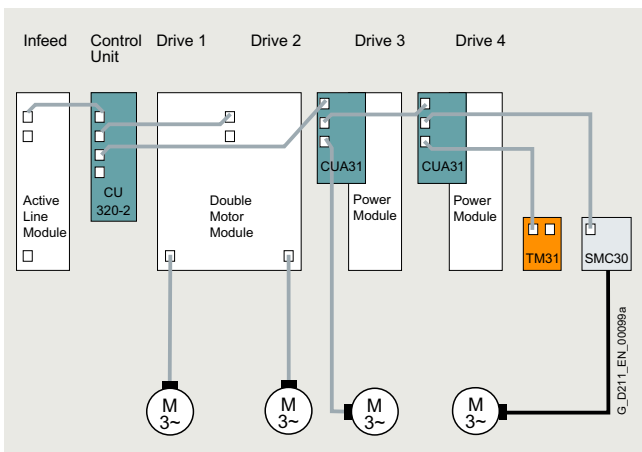 Infeed
Control
Unit
Drive 1
Drive 2
Drive 3
Drive 4
Active
Line
Module
CU
320-2
Double
Motor
Module
CUA31
Power
Module
CUA31
Power
Module
TM31
SMC30
M
3~
M
3~
M
3~
M
3~
G_D211_EN_00099a